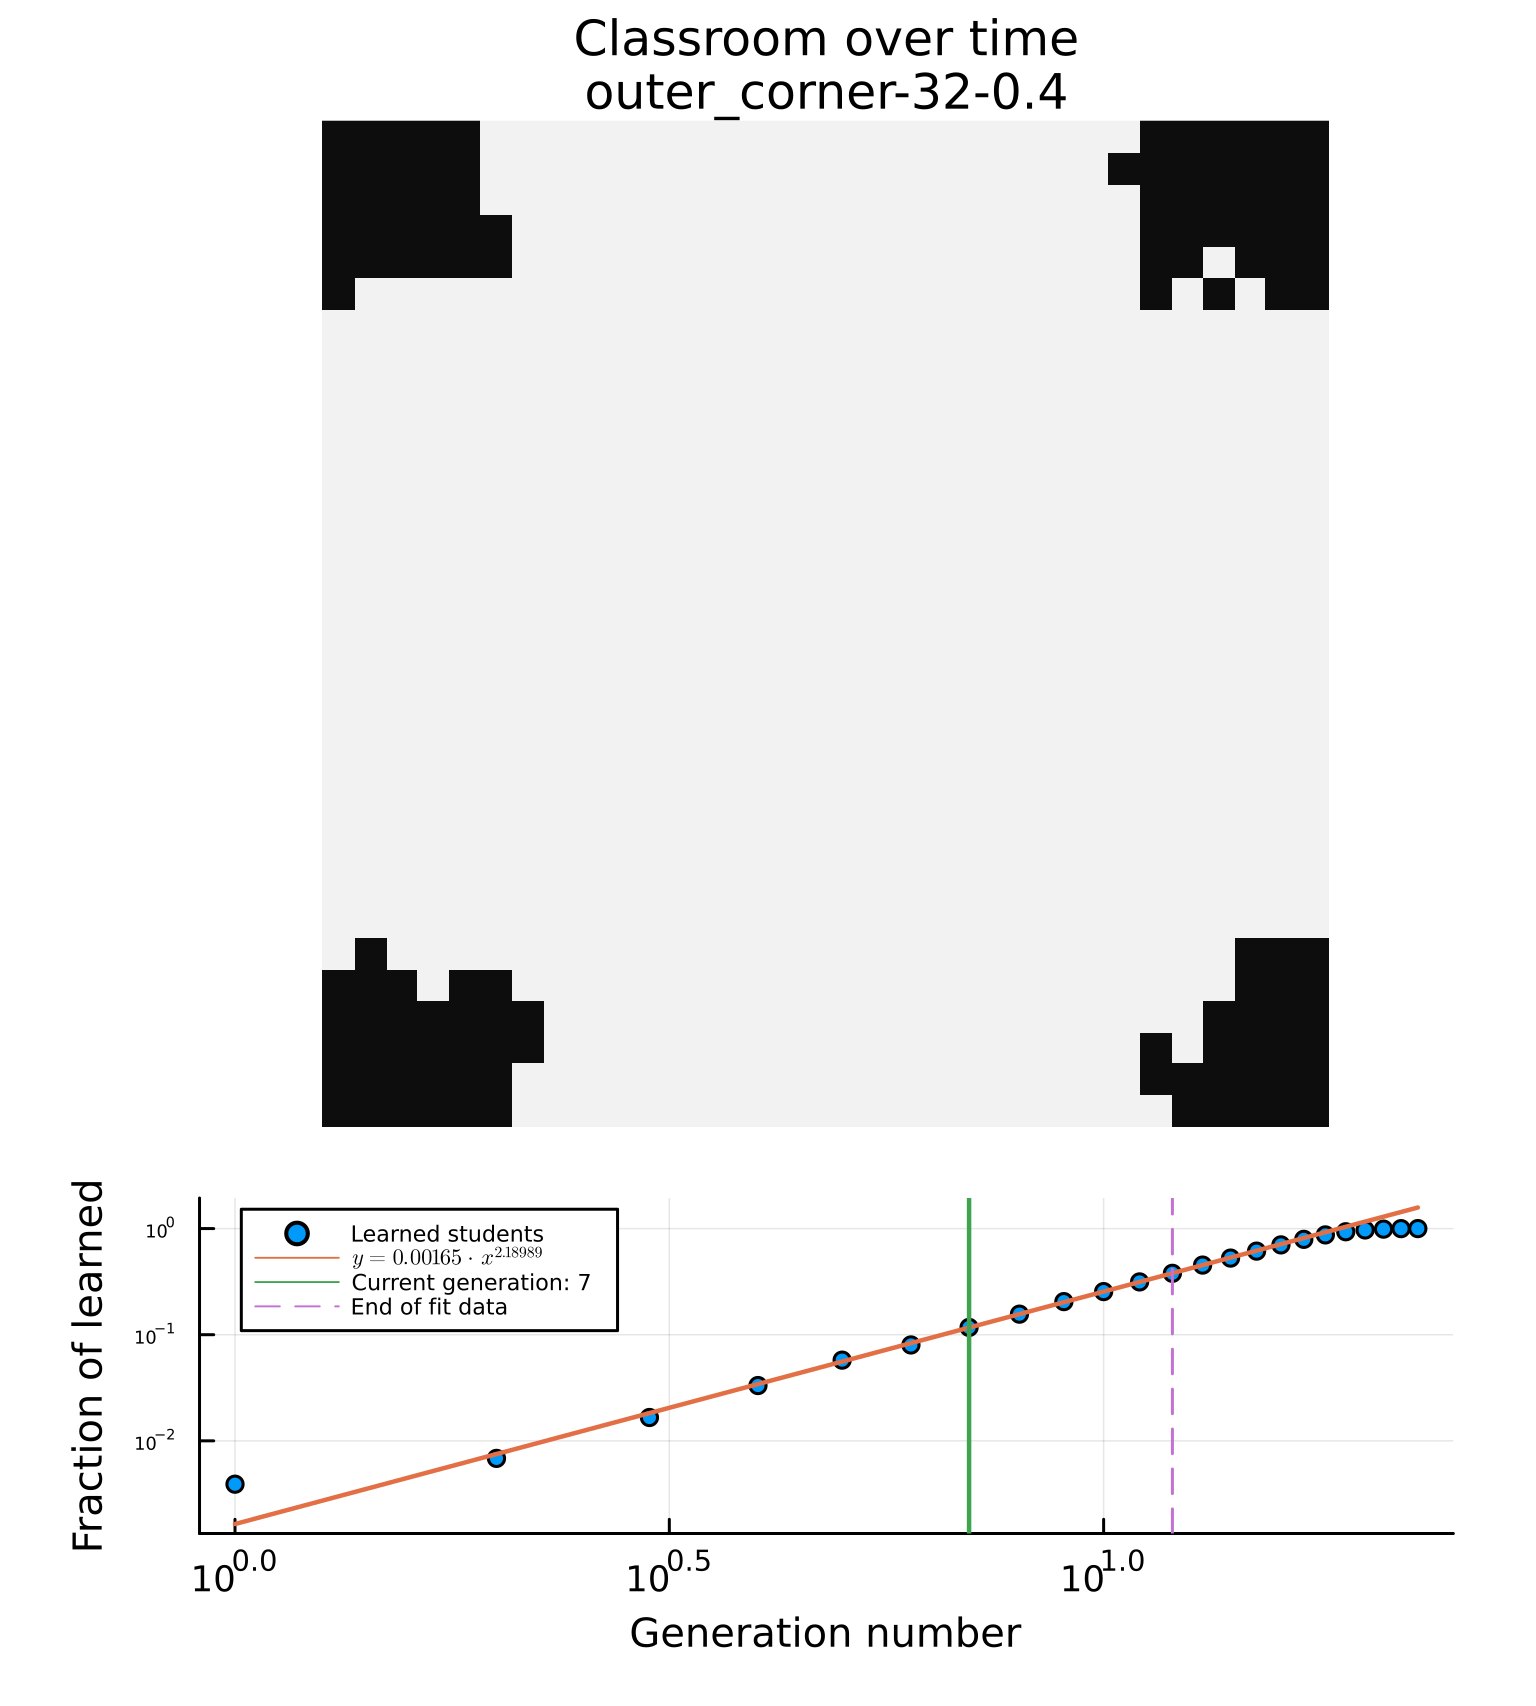 Classroom over time
outer_corner-32-0.4
Fraction of learned
10^0
10^-1
10^-2
Learned students
y = 0.00165 · x^2.18989
Current generation: 7
End of fit data
10^0.0
10^0.5
10^1.0
Generation number